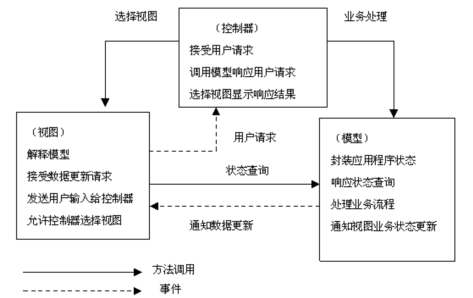 选择视图
业务处理
（控制器）
接受用户请求
调用模型响应用户请求
选择视图显示响应结果
（视图）
解释模型
接受数据更新请求
发送用户输入给控制器
允许控制器选择视图
用户请求
状态查询
通知数据更新
（模型）
封装应用程序状态
响应状态查询
处理业务流程
通知视图业务状态更新
方法调用
事件